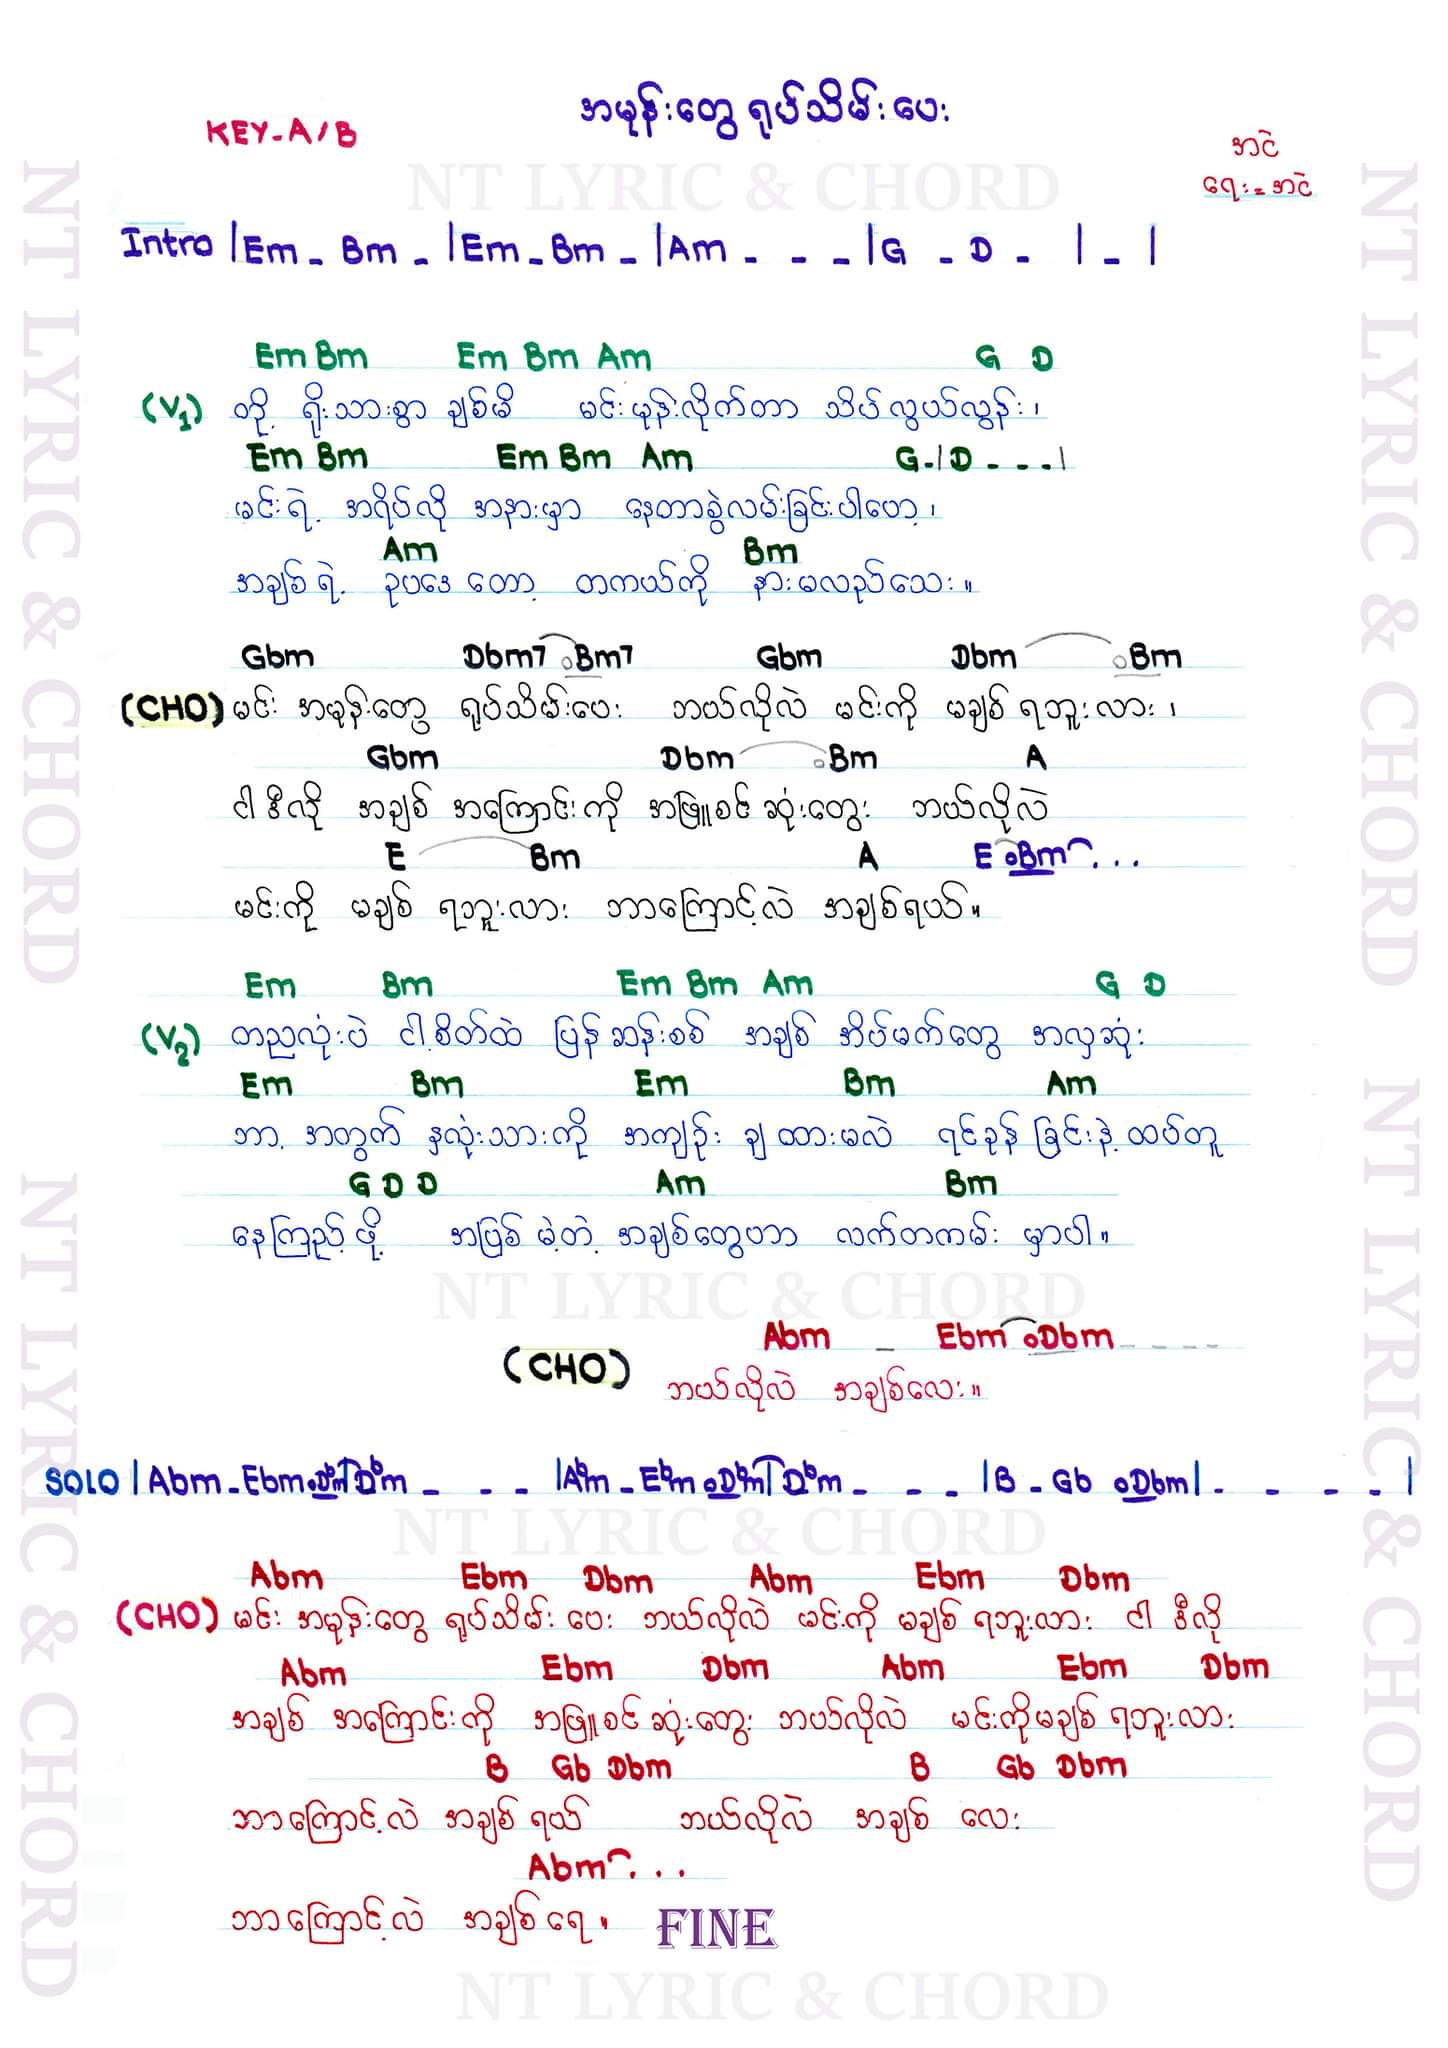 အမုန်းတွေ ရုပ်သိမ်းပေး
KEY-A/B
အငဲ
ရေး = အငဲ
NT LYRIC & CHORD
Intro |Em - Bm - |Em - Bm - |Am - - - |G - D - | - |
Em Bm Em Bm Am G D
(V1) တို့ ရိုးသားစွာ ချစ်မိ မင်းမုန်းလိုက်တာ သိပ်လွယ်လွန်း၊
Em Bm Em Bm Am G-|D - - -|
မင်းရဲ့ အရိပ်လို အနားမှာ နေတာခွဲလမ်းခြင်းပါပေါ့၊
Am Bm
အချစ်ရဲ့ ဥပဒေ တော့ တကယ်ကို နားမလည်သေး။
Gbm Dbm7 Bm7 Gbm Dbm Bm
(CHO) မင်း အမုန်းတွေ ရုပ်သိမ်းပေး ဘယ်လိုလဲ မင်းကို မချစ် ရဘူးလား၊
Gbm Dbm Bm A
ငါ ဒီလို အချစ် အကြောင်းကို အဖြူစင်ဆုံးတွေး ဘယ်လိုလဲ
E Bm A E Bm ...
မင်းကို မချစ် ရဘူးလား ဘာကြောင့်လဲ အချစ်ရယ်။
Em Bm Em Bm Am G D
(V2) တညလုံးပဲ ငါ့စိတ်ထဲ ပြန်ဆန်းစစ် အချစ် အိပ်မက်တွေ အလှဆုံး
Em Bm Em Bm Am
ဘာ့ အတွက် နှလုံးသားကို အကျဉ်း ချ ထားမလဲ ရင်ခုန် ခြင်းနဲ့ ထပ်တူ
G D D Am Bm
နေကြည့်ဖို့ အပြစ် မဲ့တဲ့ အချစ်တွေဟာ လက်တကမ်း မှာပါ။
NT LYRIC & CHORD
Abm - Ebm Dbm - - - -
(CHO) ဘယ်လိုလဲ အချစ်လေး။
SOLO |Abm - Ebm Dbm|Dbm - - - |Abm - Ebm Dbm|Dbm - - - |B - Gb Dbm| - - - - |
NT LYRIC & CHORD
Abm Ebm Dbm Abm Ebm Dbm
(CHO) မင်း အမုန်းတွေ ရုပ်သိမ်း ပေး ဘယ်လိုလဲ မင်းကို မချစ် ရဘူးလား ငါ ဒီလို
Abm Ebm Dbm Abm Ebm Dbm
အချစ် အကြောင်းကို အဖြူစင်ဆုံးတွေး ဘယ်လိုလဲ မင်းကိုမချစ် ရဘူးလား
B Gb Dbm B Gb Dbm
ဘာကြောင့်လဲ အချစ် ရယ် ဘယ်လိုလဲ အချစ် လေး
Abm ...
ဘာကြောင့်လဲ အချစ်ရေ။ FINE
NT LYRIC & CHORD
NT LYRIC & CHORD
NT LYRIC & CHORD
NT LYRIC & CHORD
NT LYRIC & CHORD